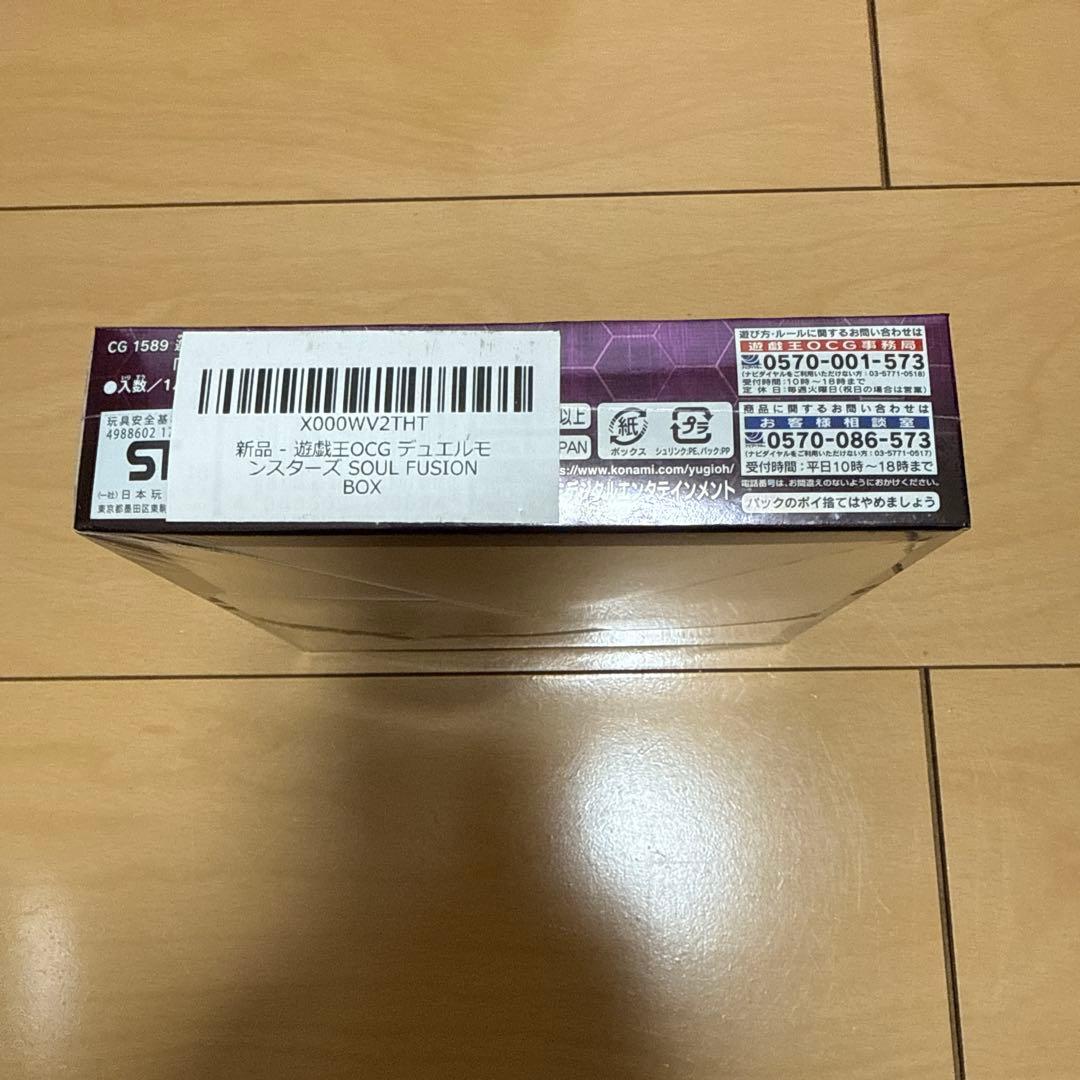 CG 1589
●入数/1
玩具安全基
4988602 17
ST
(一社)日本玩
東京都墨田区東駒
X000WV2THT
新品 - 遊戯王OCG デュエルモ
ンスターズ SOUL FUSION
BOX
以上
PAN
紙
ボックス
プラ
シュリンク:PE、パック:PP
s://www.konami.com/yugioh/
デジタルエンタテインメント
遊び方・ルールに関するお問い合わせは
遊戯王OCG事務局
0570-001-573
(ナビダイヤルをご利用いただけない方:03-5771-0518)
受付時間:10時〜18時まで
定休日:毎週火曜日(祝日の場合は営業)
商品に関するお問い合わせは
お客様相談室
0570-086-573
(ナビダイヤルをご利用いただけない方:03-5771-0517)
受付時間:平日10時〜18時まで
電話番号は、お間違えのないようにおかけください。
パックのポイ捨てはやめましょう